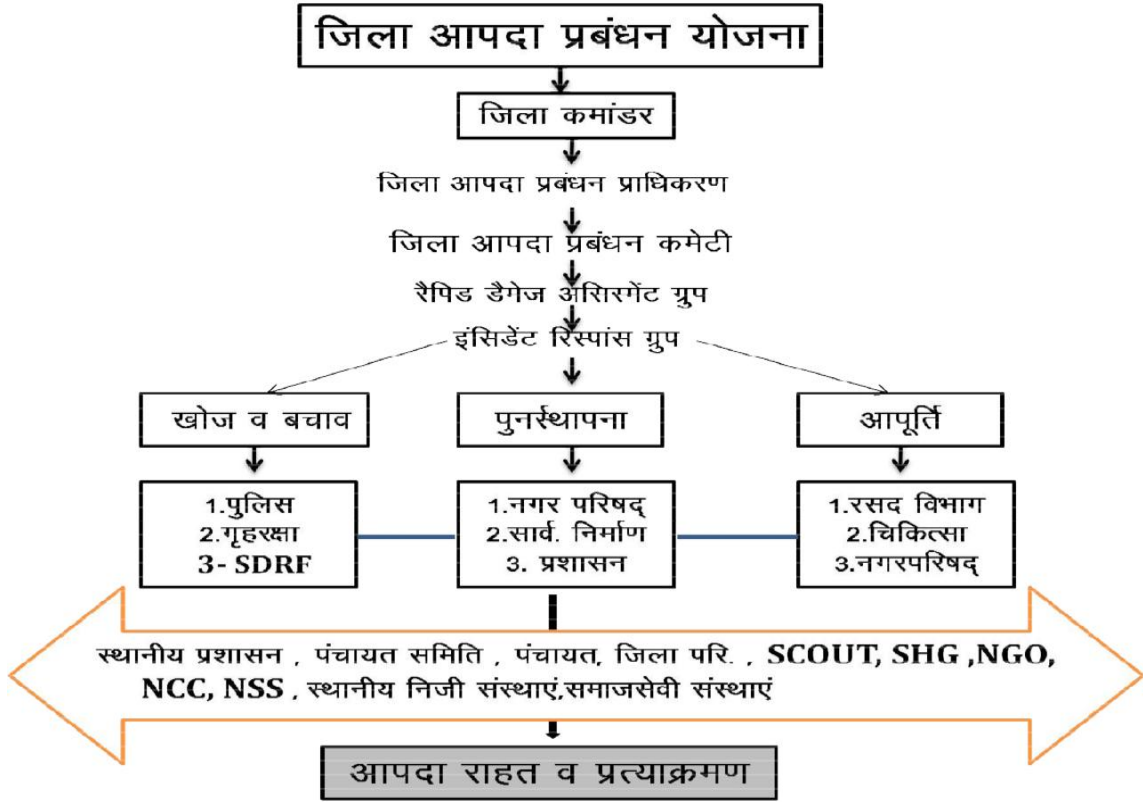 जिला आपदा प्रबंधन योजना
जिला कमांडर
जिला आपदा प्रबंधन प्राधिकरण
जिला आपदा प्रबंधन कमेटी
रैपिड डैगेज असिरगेंट ग्रुप
इंसिडेंट रिस्पांस ग्रुप
खोज व बचाव
पुनर्स्थापना
आपूर्ति
1.पुलिस
2.गृहरक्षा
3- SDRF
1.नगर परिषद्
2.सार्व. निर्माण
3. प्रशासन
1.रसद विभाग
2.चिकित्सा
3.नगरपरिषद्
स्थानीय प्रशासन , पंचायत समिति , पंचायत, जिला परि. , SCOUT, SHG ,NGO,
NCC, NSS , स्थानीय निजी संस्थाएं,समाजसेवी संस्थाएं
आपदा राहत व प्रत्याक्रमण